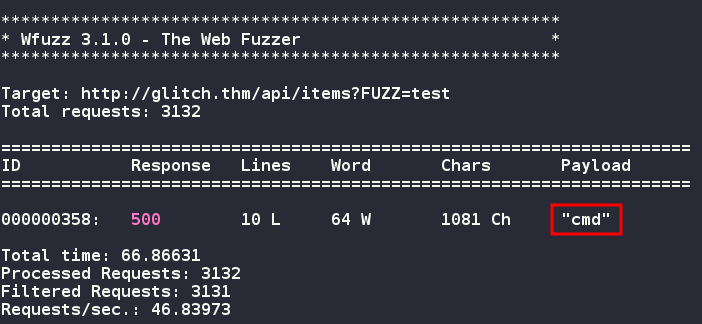 ********************************************************
* Wfuzz 3.1.0 - The Web Fuzzer                         *
********************************************************
Target: http://glitch.thm/api/items?FUZZ=test
Total requests: 3132
=====================================================================
ID           Response   Lines    Word       Chars       Payload
=====================================================================
000000358:   500        10 L     64 W       1081 Ch     "cmd"
Total time: 66.86631
Processed Requests: 3132
Filtered Requests: 3131
Requests/sec.: 46.83973